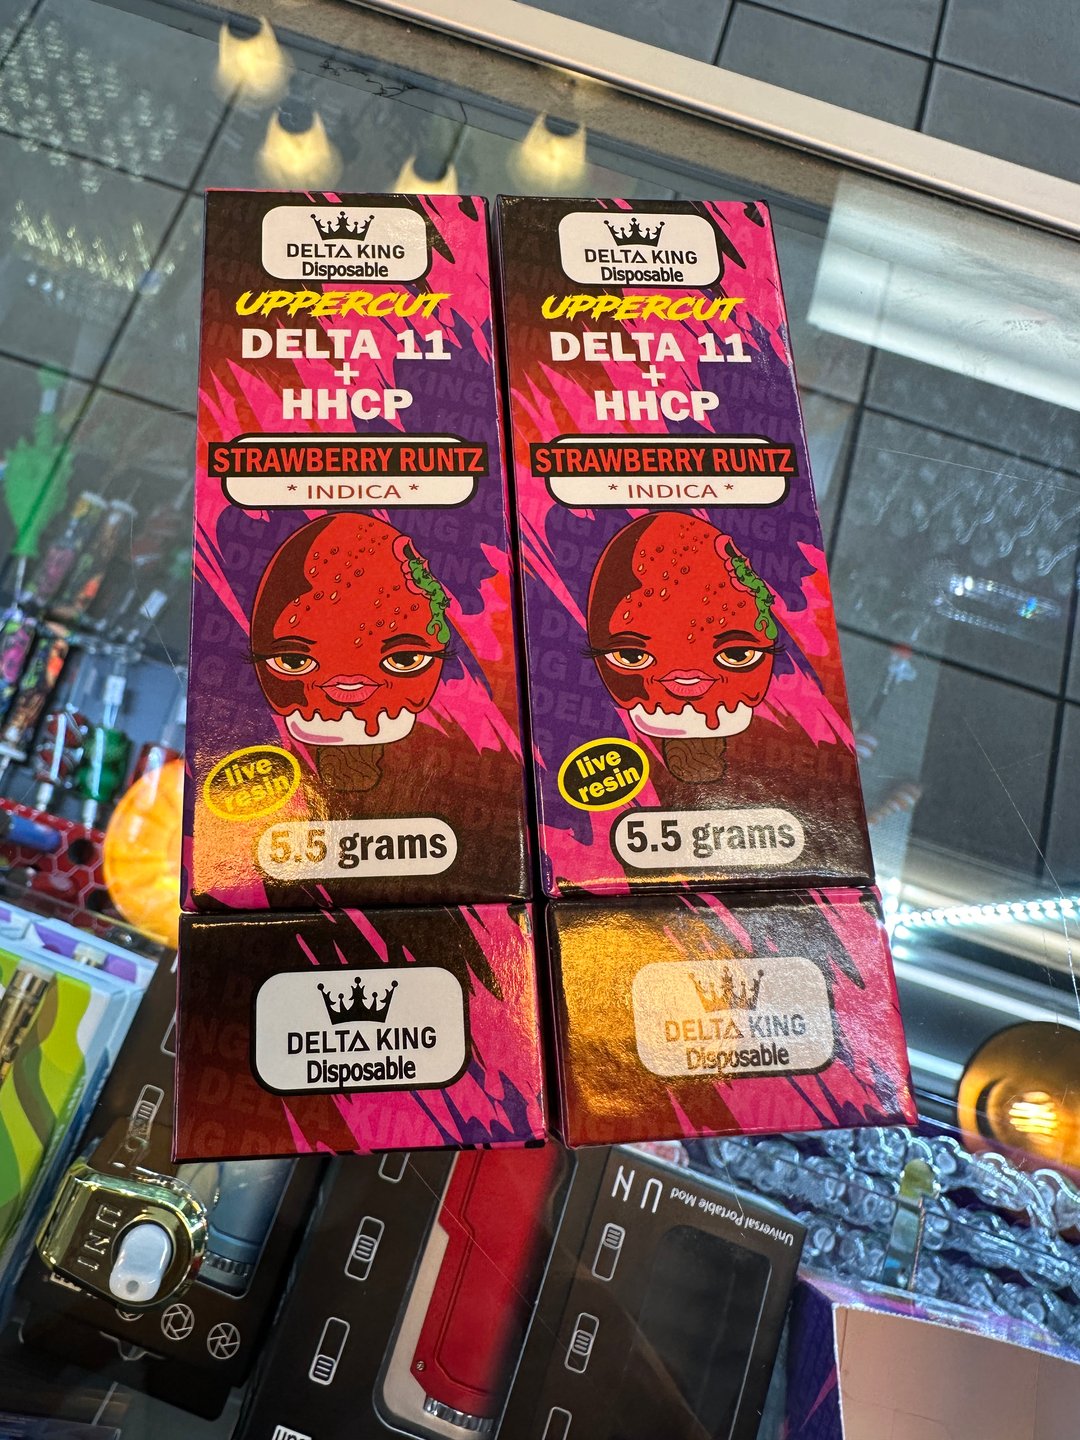 DELTA KING
Disposable
UPPERCUT
DELTA 11
+
HHCP
STRAWBERRY RUNTZ
* INDICA *
live
resin
5.5 grams
DELTA KING
Disposable
DELTA KING
Disposable
UPPERCUT
DELTA 11
+
HHCP
STRAWBERRY RUNTZ
* INDICA *
live
resin
5.5 grams
DELTA KING
Disposable
UNI
UN
Universal Portable Mod